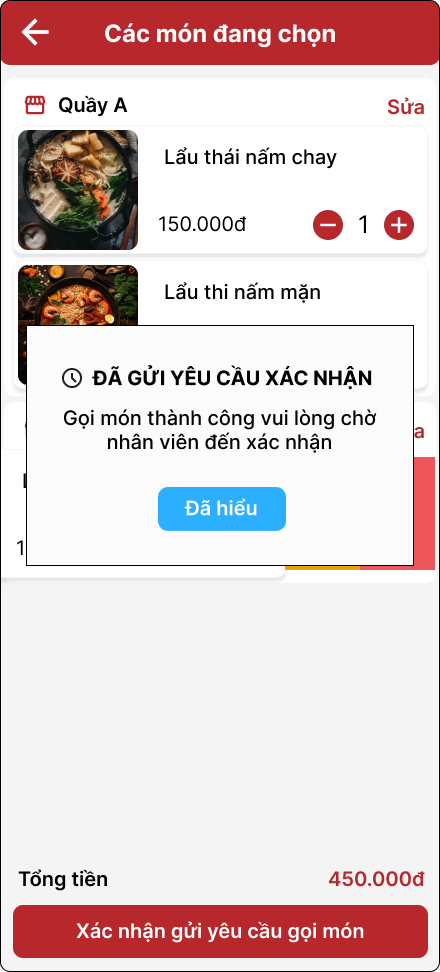 Các món đang chọn
Quầy A
Sửa
Lẩu thái nấm chay
150.000đ
1
Lẩu thi nấm mặn
ĐÃ GỬI YÊU CẦU XÁC NHẬN
Gọi món thành công vui lòng chờ
nhân viên đến xác nhận
Đã hiểu
Tổng tiền
450.000đ
Xác nhận gửi yêu cầu gọi món